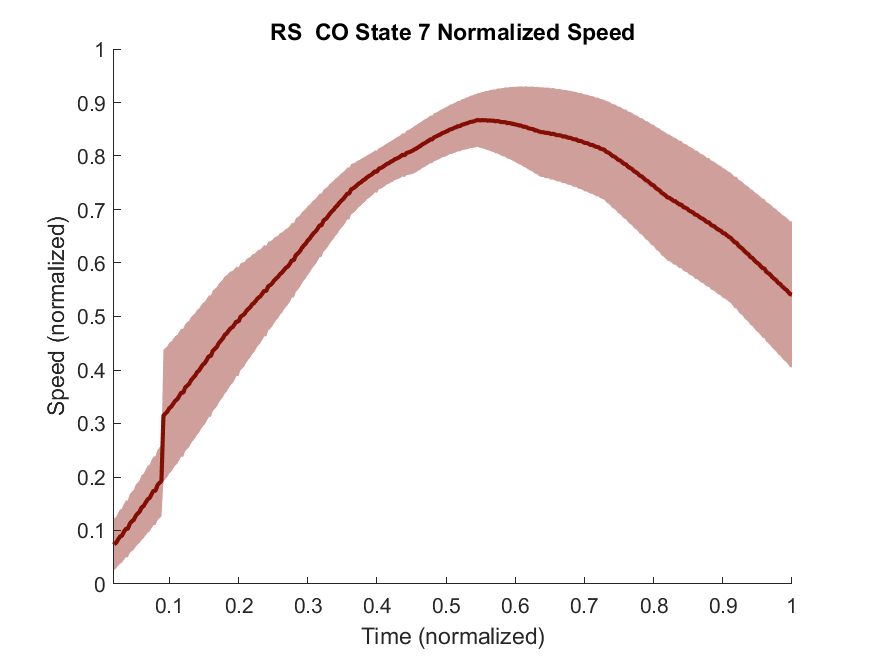 RS  CO State 7 Normalized Speed
1
0.9
0.8
0.7
0.6
0.5
0.4
0.3
0.2
0.1
0
Speed (normalized)
0.1 0.2 0.3 0.4 0.5 0.6 0.7 0.8 0.9 1
Time (normalized)